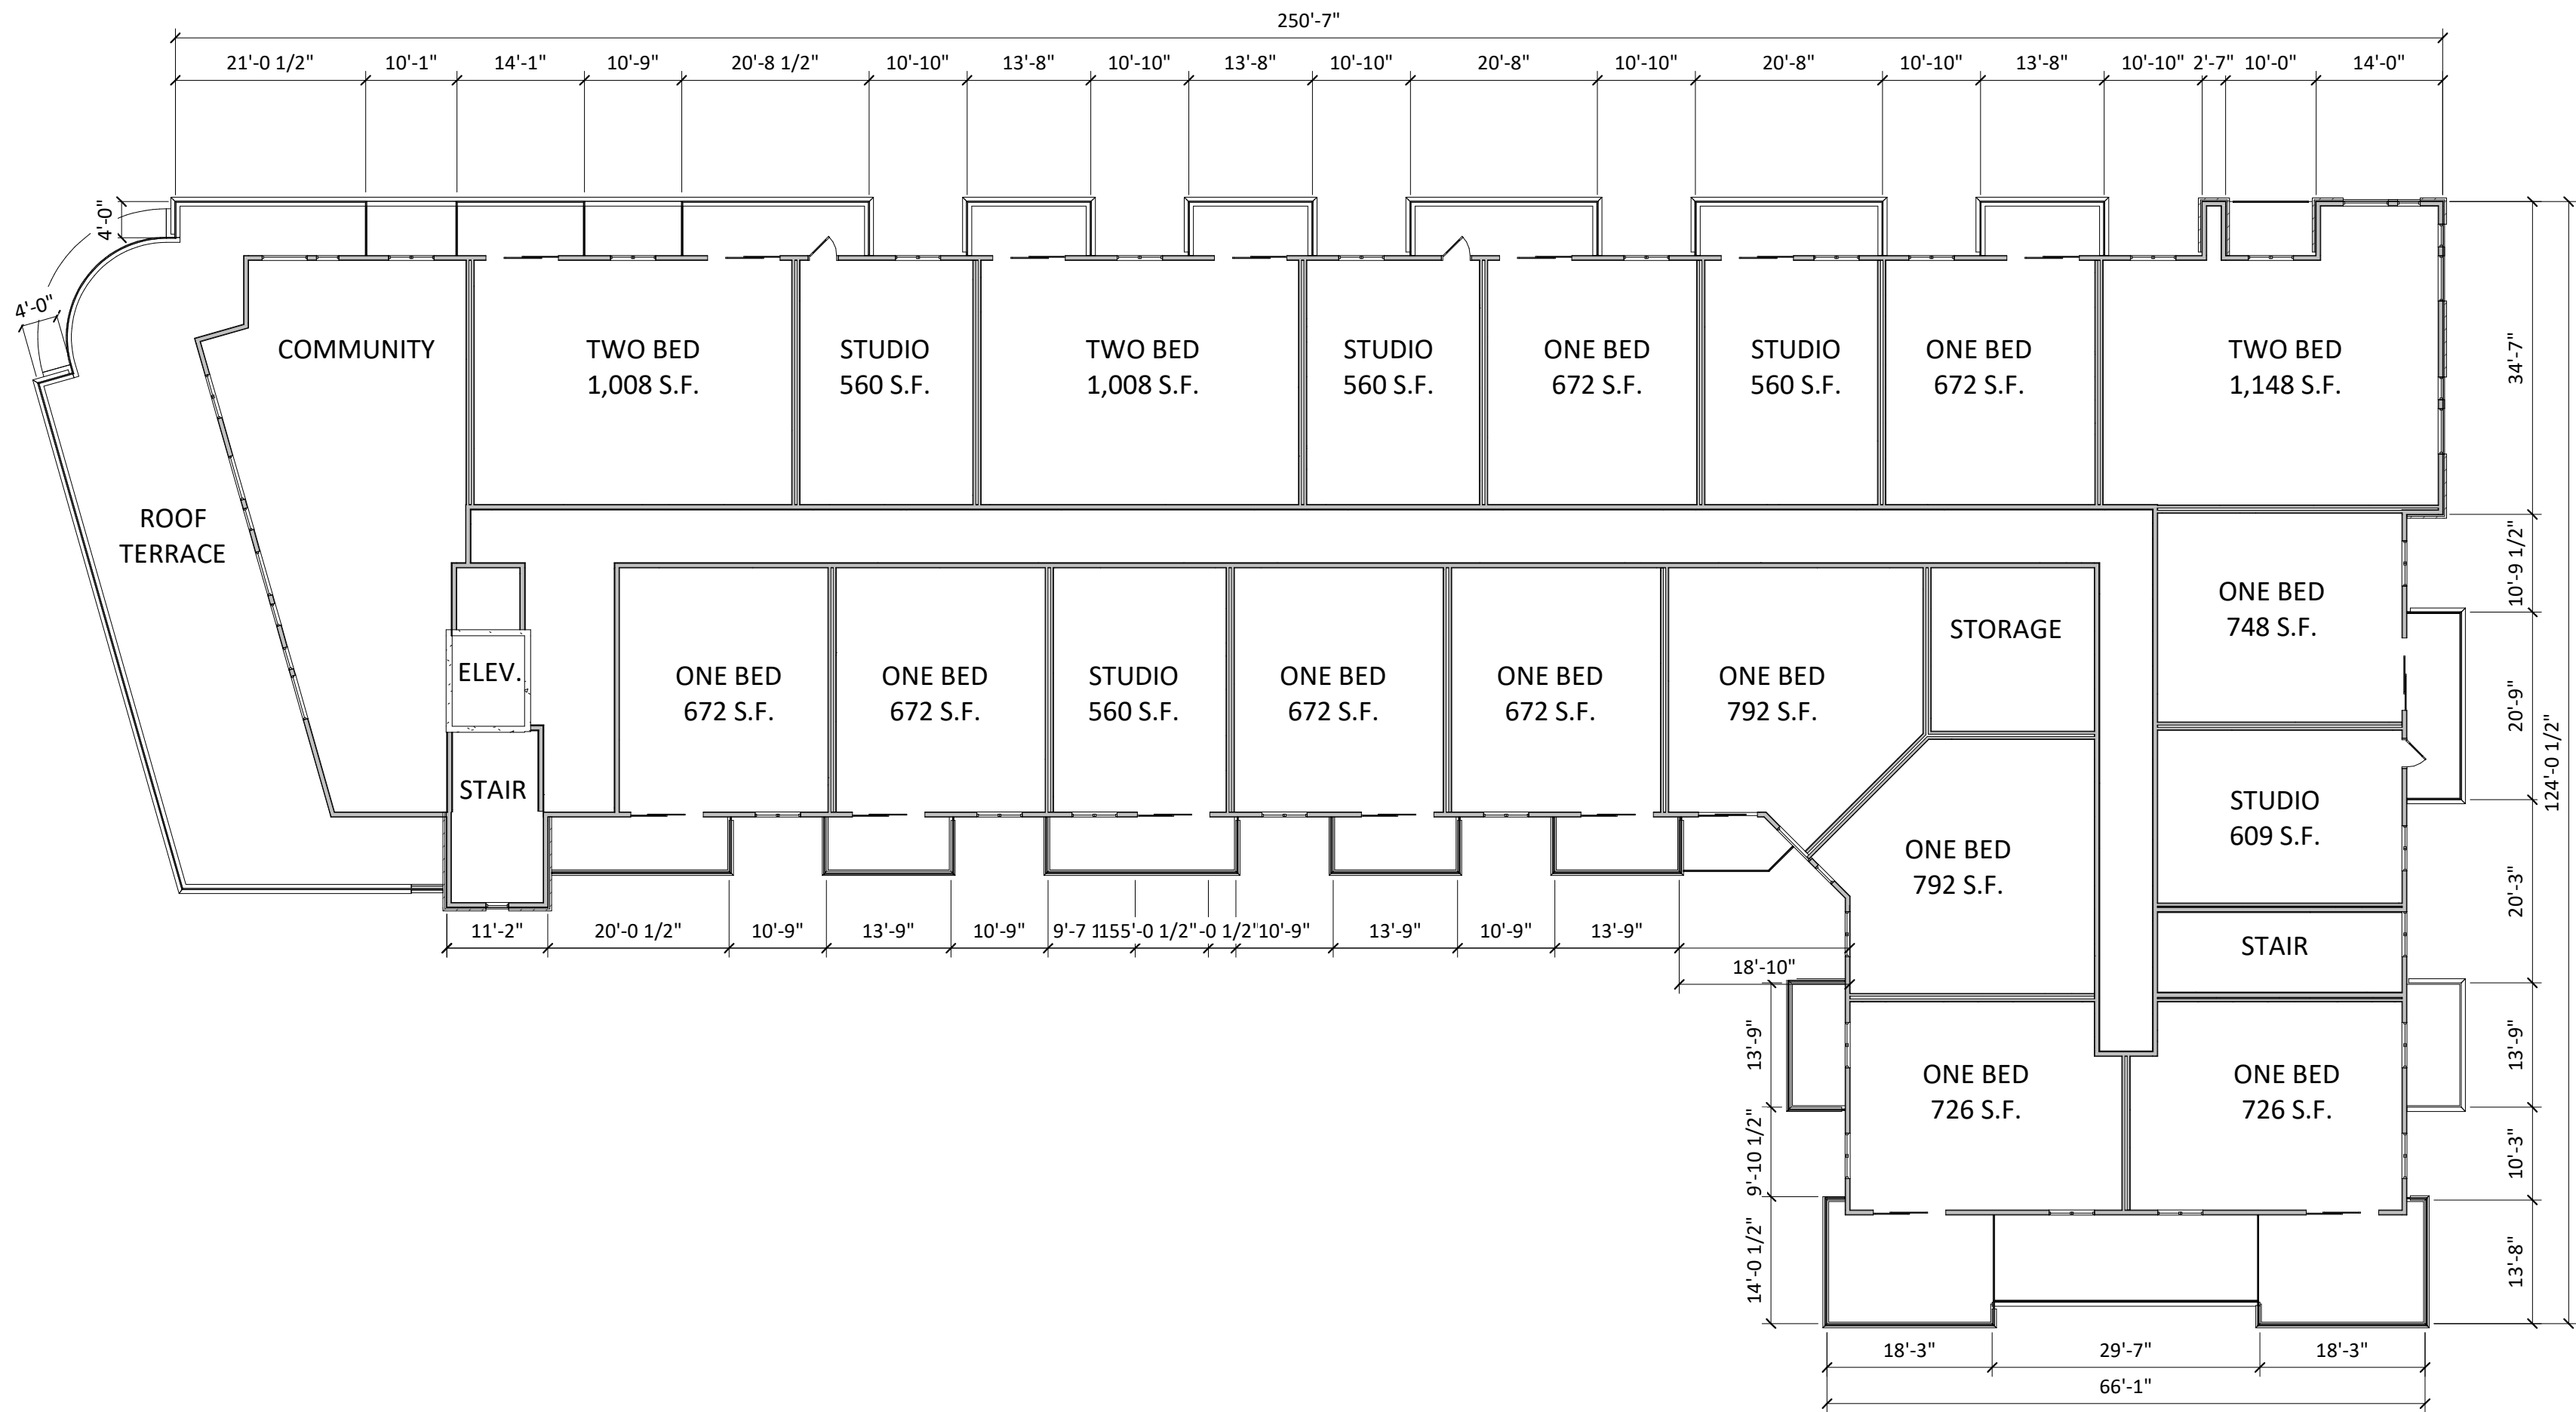 250'-7"
21'-0 1/2" 10'-1" 14'-1" 10'-9" 20'-8 1/2" 10'-10" 13'-8" 10'-10" 13'-8" 10'-10" 20'-8" 10'-10" 20'-8" 10'-10" 13'-8" 10'-10" 2'-7" 10'-0" 14'-0"
4'-0"
4'-0"
COMMUNITY
TWO BED
1,008 S.F.
STUDIO
560 S.F.
TWO BED
1,008 S.F.
STUDIO
560 S.F.
ONE BED
672 S.F.
STUDIO
560 S.F.
ONE BED
672 S.F.
TWO BED
1,148 S.F.
34'-7"
ROOF
TERRACE
10'-9 1/2"
ONE BED
748 S.F.
STORAGE
ELEV.
ONE BED
672 S.F.
ONE BED
672 S.F.
STUDIO
560 S.F.
ONE BED
672 S.F.
ONE BED
672 S.F.
ONE BED
792 S.F.
20'-9"
124'-0 1/2"
STAIR
STUDIO
609 S.F.
ONE BED
792 S.F.
20'-3"
STAIR
11'-2" 20'-0 1/2" 10'-9" 13'-9" 10'-9" 9'-7 5'-0 1/2" 10'-9" 13'-9" 10'-9" 13'-9"
18'-10"
13'-9"
ONE BED
726 S.F.
ONE BED
726 S.F.
13'-9"
9'-10 1/2"
10'-3"
14'-0 1/2"
13'-8"
18'-3" 29'-7" 18'-3"
66'-1"